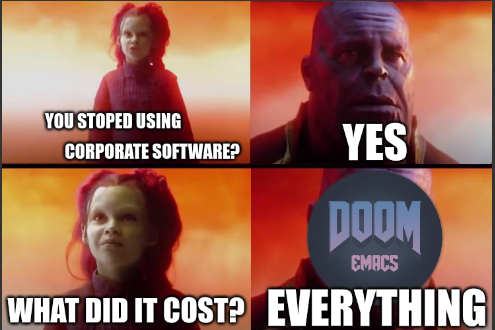 YOU STOPED USING
CORPORATE SOFTWARE?
YES
WHAT DID IT COST?
DOOM
EMACS
EVERYTHING